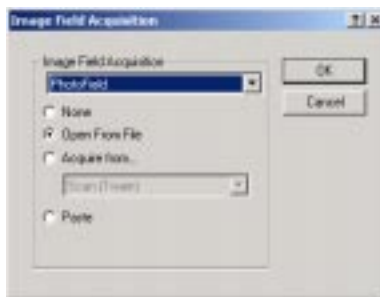 Image Field Acquisition
Image Field Acquisition
PhotoField
OK
Cancel
None
Open From File
Acquire from...
Scan (Twain)
Paste